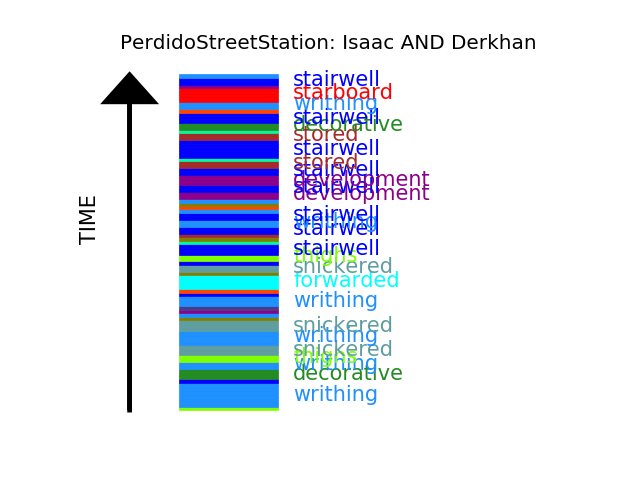 PerdidoStreetStation: Isaac AND Derkhan
stairwell
starboard
writhing
stairwell
decorative
stored
stairwell
stored
stairwell
development
stairwell
development
stairwell
writhing
stairwell
stairwell
thighs
snickered
forwarded
writhing
snickered
writhing
snickered
thighs
writhing
decorative
writhing
TIME